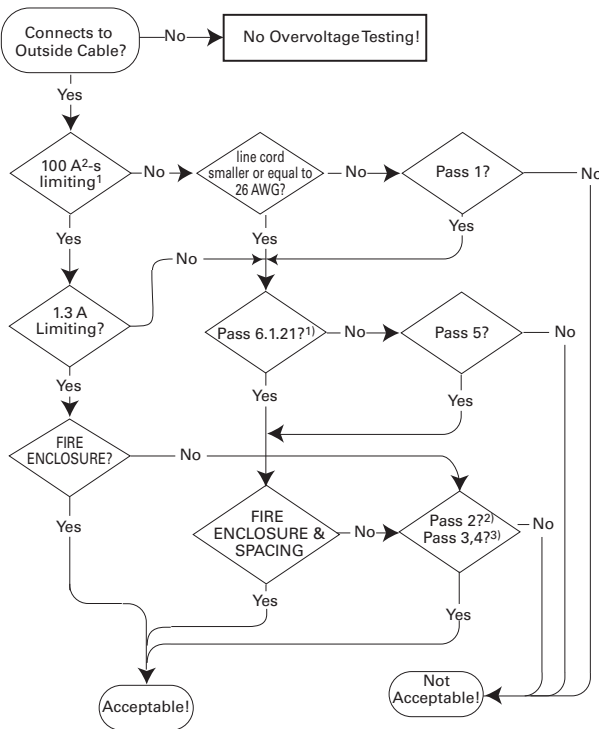 Connects to
Outside Cable?
No
No Overvoltage Testing!
Yes
100 A2-s
limiting1
No
line cord
smaller or equal to
26 AWG?
No
Pass 1?
No
Yes
Yes
Yes
No
1.3 A
Limiting?
Pass 6.1.21?1)
No
Pass 5?
No
Yes
Yes
Yes
FIRE
ENCLOSURE?
No
FIRE
ENCLOSURE &
SPACING
No
Pass 2?2)
Pass 3,4?3)
No
Yes
Yes
Yes
Acceptable!
Not
Acceptable!